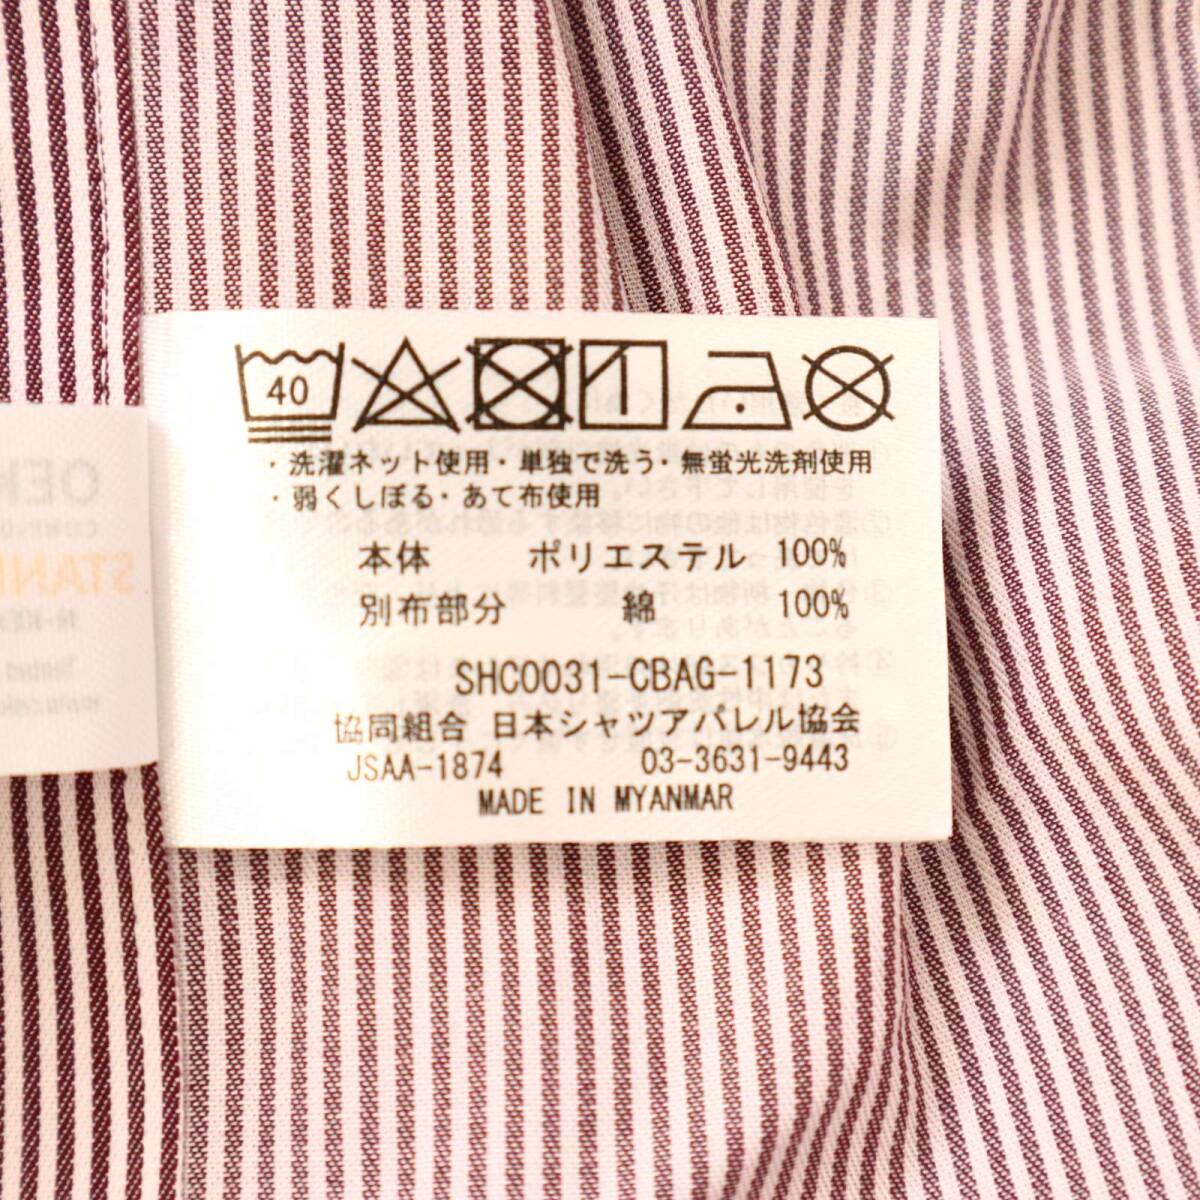 40
・洗濯ネット使用・単独で洗う・無蛍光洗剤使用
・弱くしぼる・あて布使用
本体 ポリエステル 100%
別布部分 綿 100%
SHC0031-CBAG-1173
協同組合 日本シャツアパレル協会
JSAA-1874 03-3631-9443
MADE IN MYANMAR